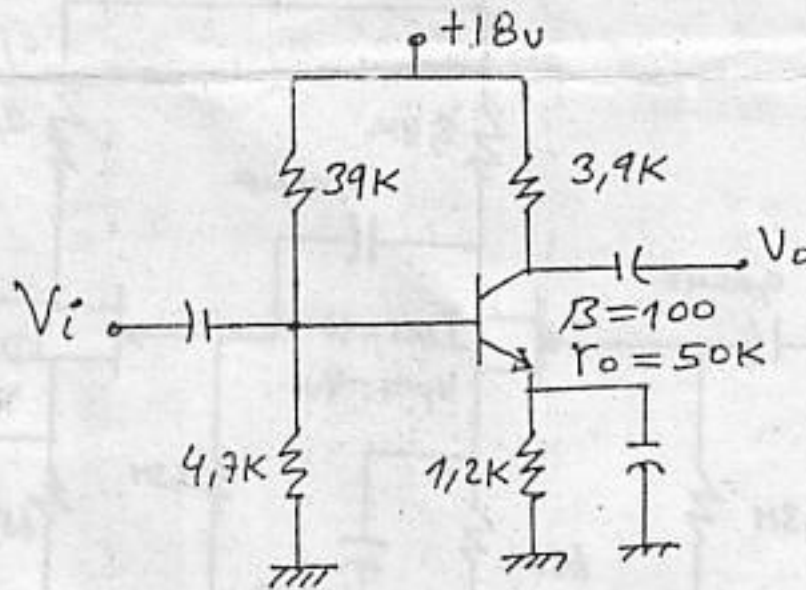 +18v
39K
3,9K
Vi
Vo
β=100
ro=50K
4,7K
1,2K